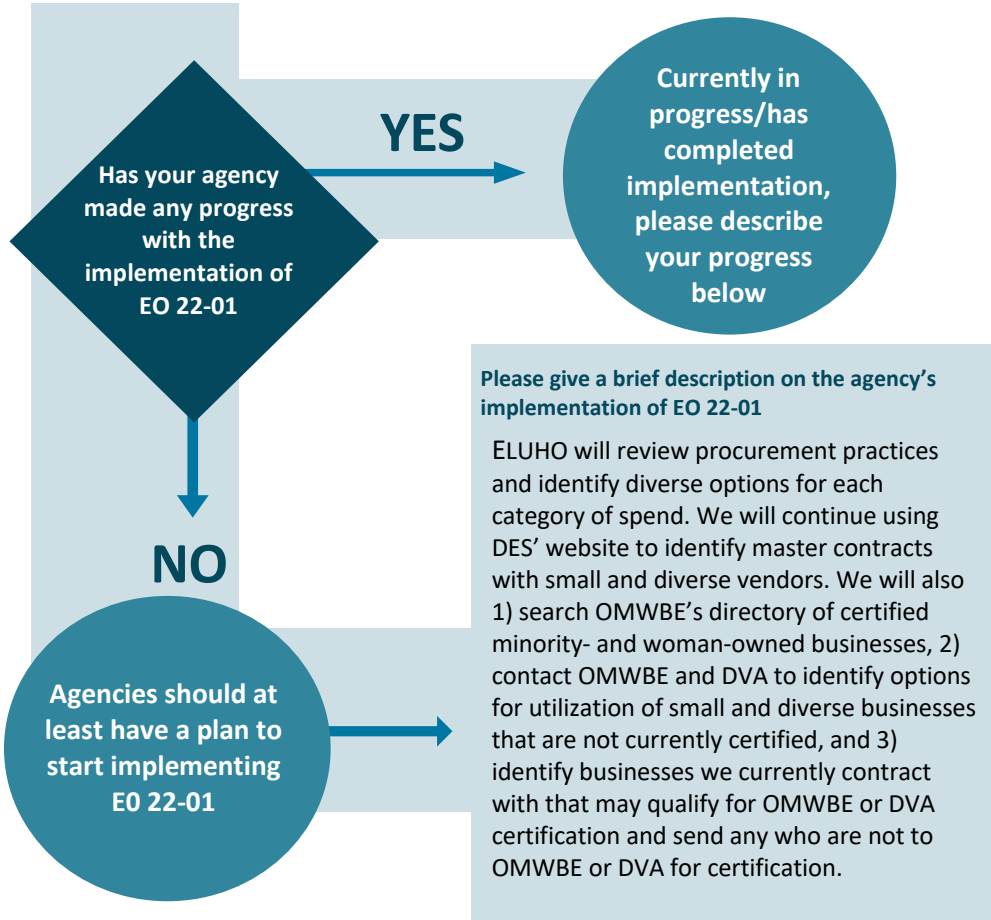 Has your agency
made any progress
with the
implementation of
EO 22-01
YES
Currently in
progress/has
completed
implementation,
please describe
your progress
below
NO
Agencies should at
least have a plan to
start implementing
E0 22-01
Please give a brief description on the agency’s
implementation of EO 22-01
ELUHO will review procurement practices
and identify diverse options for each
category of spend. We will continue using
DES’ website to identify master contracts
with small and diverse vendors. We will also
1) search OMWBE’s directory of certified
minority- and woman-owned businesses, 2)
contact OMWBE and DVA to identify options
for utilization of small and diverse businesses
that are not currently certified, and 3)
identify businesses we currently contract
with that may qualify for OMWBE or DVA
certification and send any who are not to
OMWBE or DVA for certification.